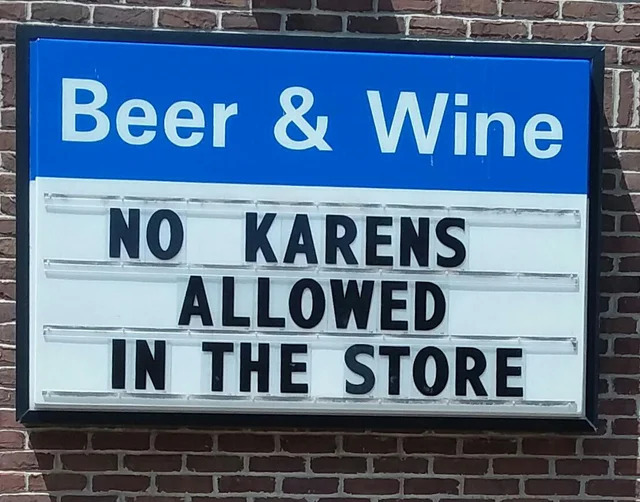 Beer & Wine
NO KARENS
ALLOWED
IN THE STORE